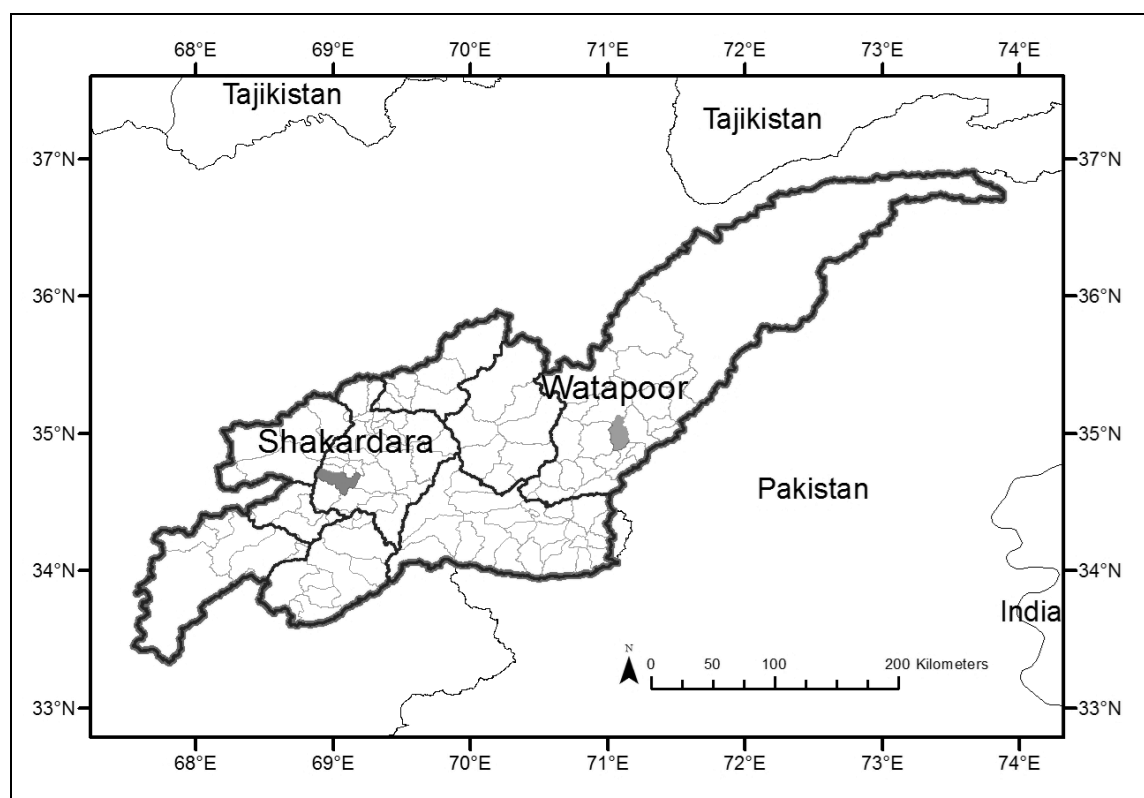 68°E 69°E 70°E 71°E 72°E 73°E 74°E
Tajikistan
Tajikistan
37°N 37°N
36°N 36°N
Watapoor
Shakardara
35°N 35°N
Pakistan
34°N 34°N
India
N
0 50 100 200 Kilometers
33°N 33°N
68°E 69°E 70°E 71°E 72°E 73°E 74°E